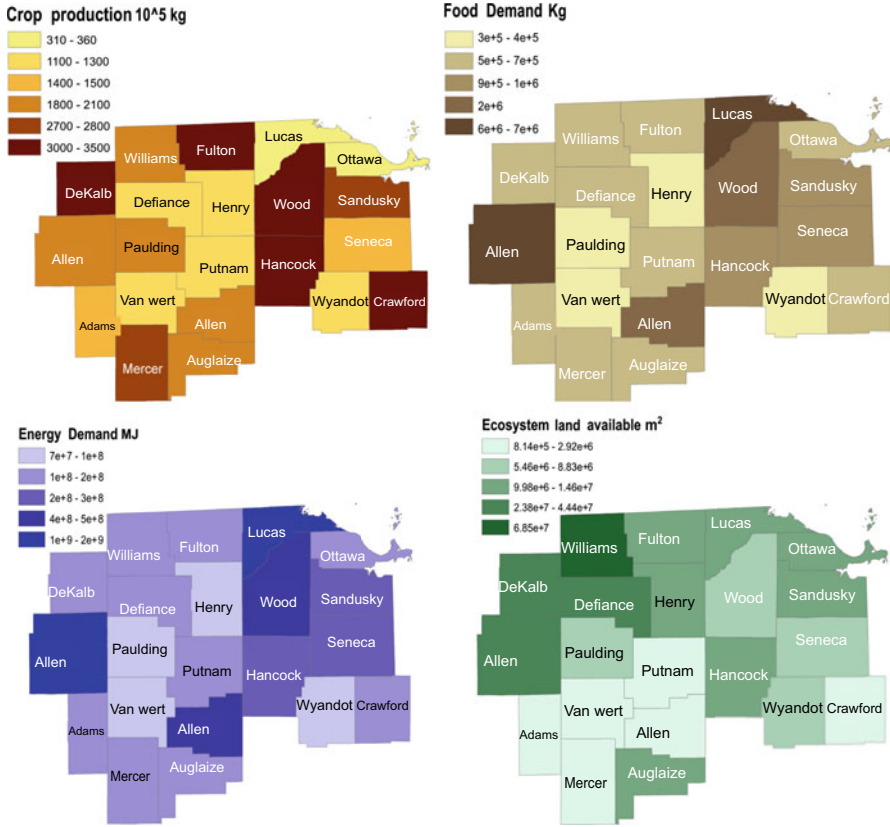 Crop production 10^5 kg
310 - 360
1100 - 1300
1400 - 1500
1800 - 2100
2700 - 2800
3000 - 3500
Williams
Fulton
Lucas
Ottawa
DeKalb
Defiance
Henry
Wood
Sandusky
Allen
Paulding
Putnam
Hancock
Seneca
Van wert
Wyandot
Crawford
Adams
Allen
Mercer
Auglaize
Food Demand Kg
3e+5 - 4e+5
5e+5 - 7e+5
9e+5 - 1e+6
2e+6
6e+6 - 7e+6
Lucas
Williams
Fulton
Ottawa
DeKalb
Defiance
Henry
Wood
Sandusky
Allen
Paulding
Putnam
Hancock
Seneca
Van wert
Wyandot
Crawford
Adams
Allen
Mercer
Auglaize
Energy Demand MJ
7e+7 - 1e+8
1e+8 - 2e+8
2e+8 - 3e+8
4e+8 - 5e+8
1e+9 - 2e+9
Lucas
Williams
Fulton
Ottawa
DeKalb
Defiance
Henry
Wood
Sandusky
Allen
Paulding
Putnam
Hancock
Seneca
Van wert
Wyandot
Crawford
Adams
Allen
Mercer
Auglaize
Ecosystem land available m²
8.14e+5 - 2.92e+6
5.46e+6 - 8.83e+6
9.98e+6 - 1.46e+7
2.38e+7 - 4.44e+7
6.85e+7
Lucas
Williams
Fulton
Ottawa
DeKalb
Defiance
Henry
Wood
Sandusky
Allen
Paulding
Putnam
Hancock
Seneca
Van wert
Wyandot
Crawford
Adams
Allen
Mercer
Auglaize